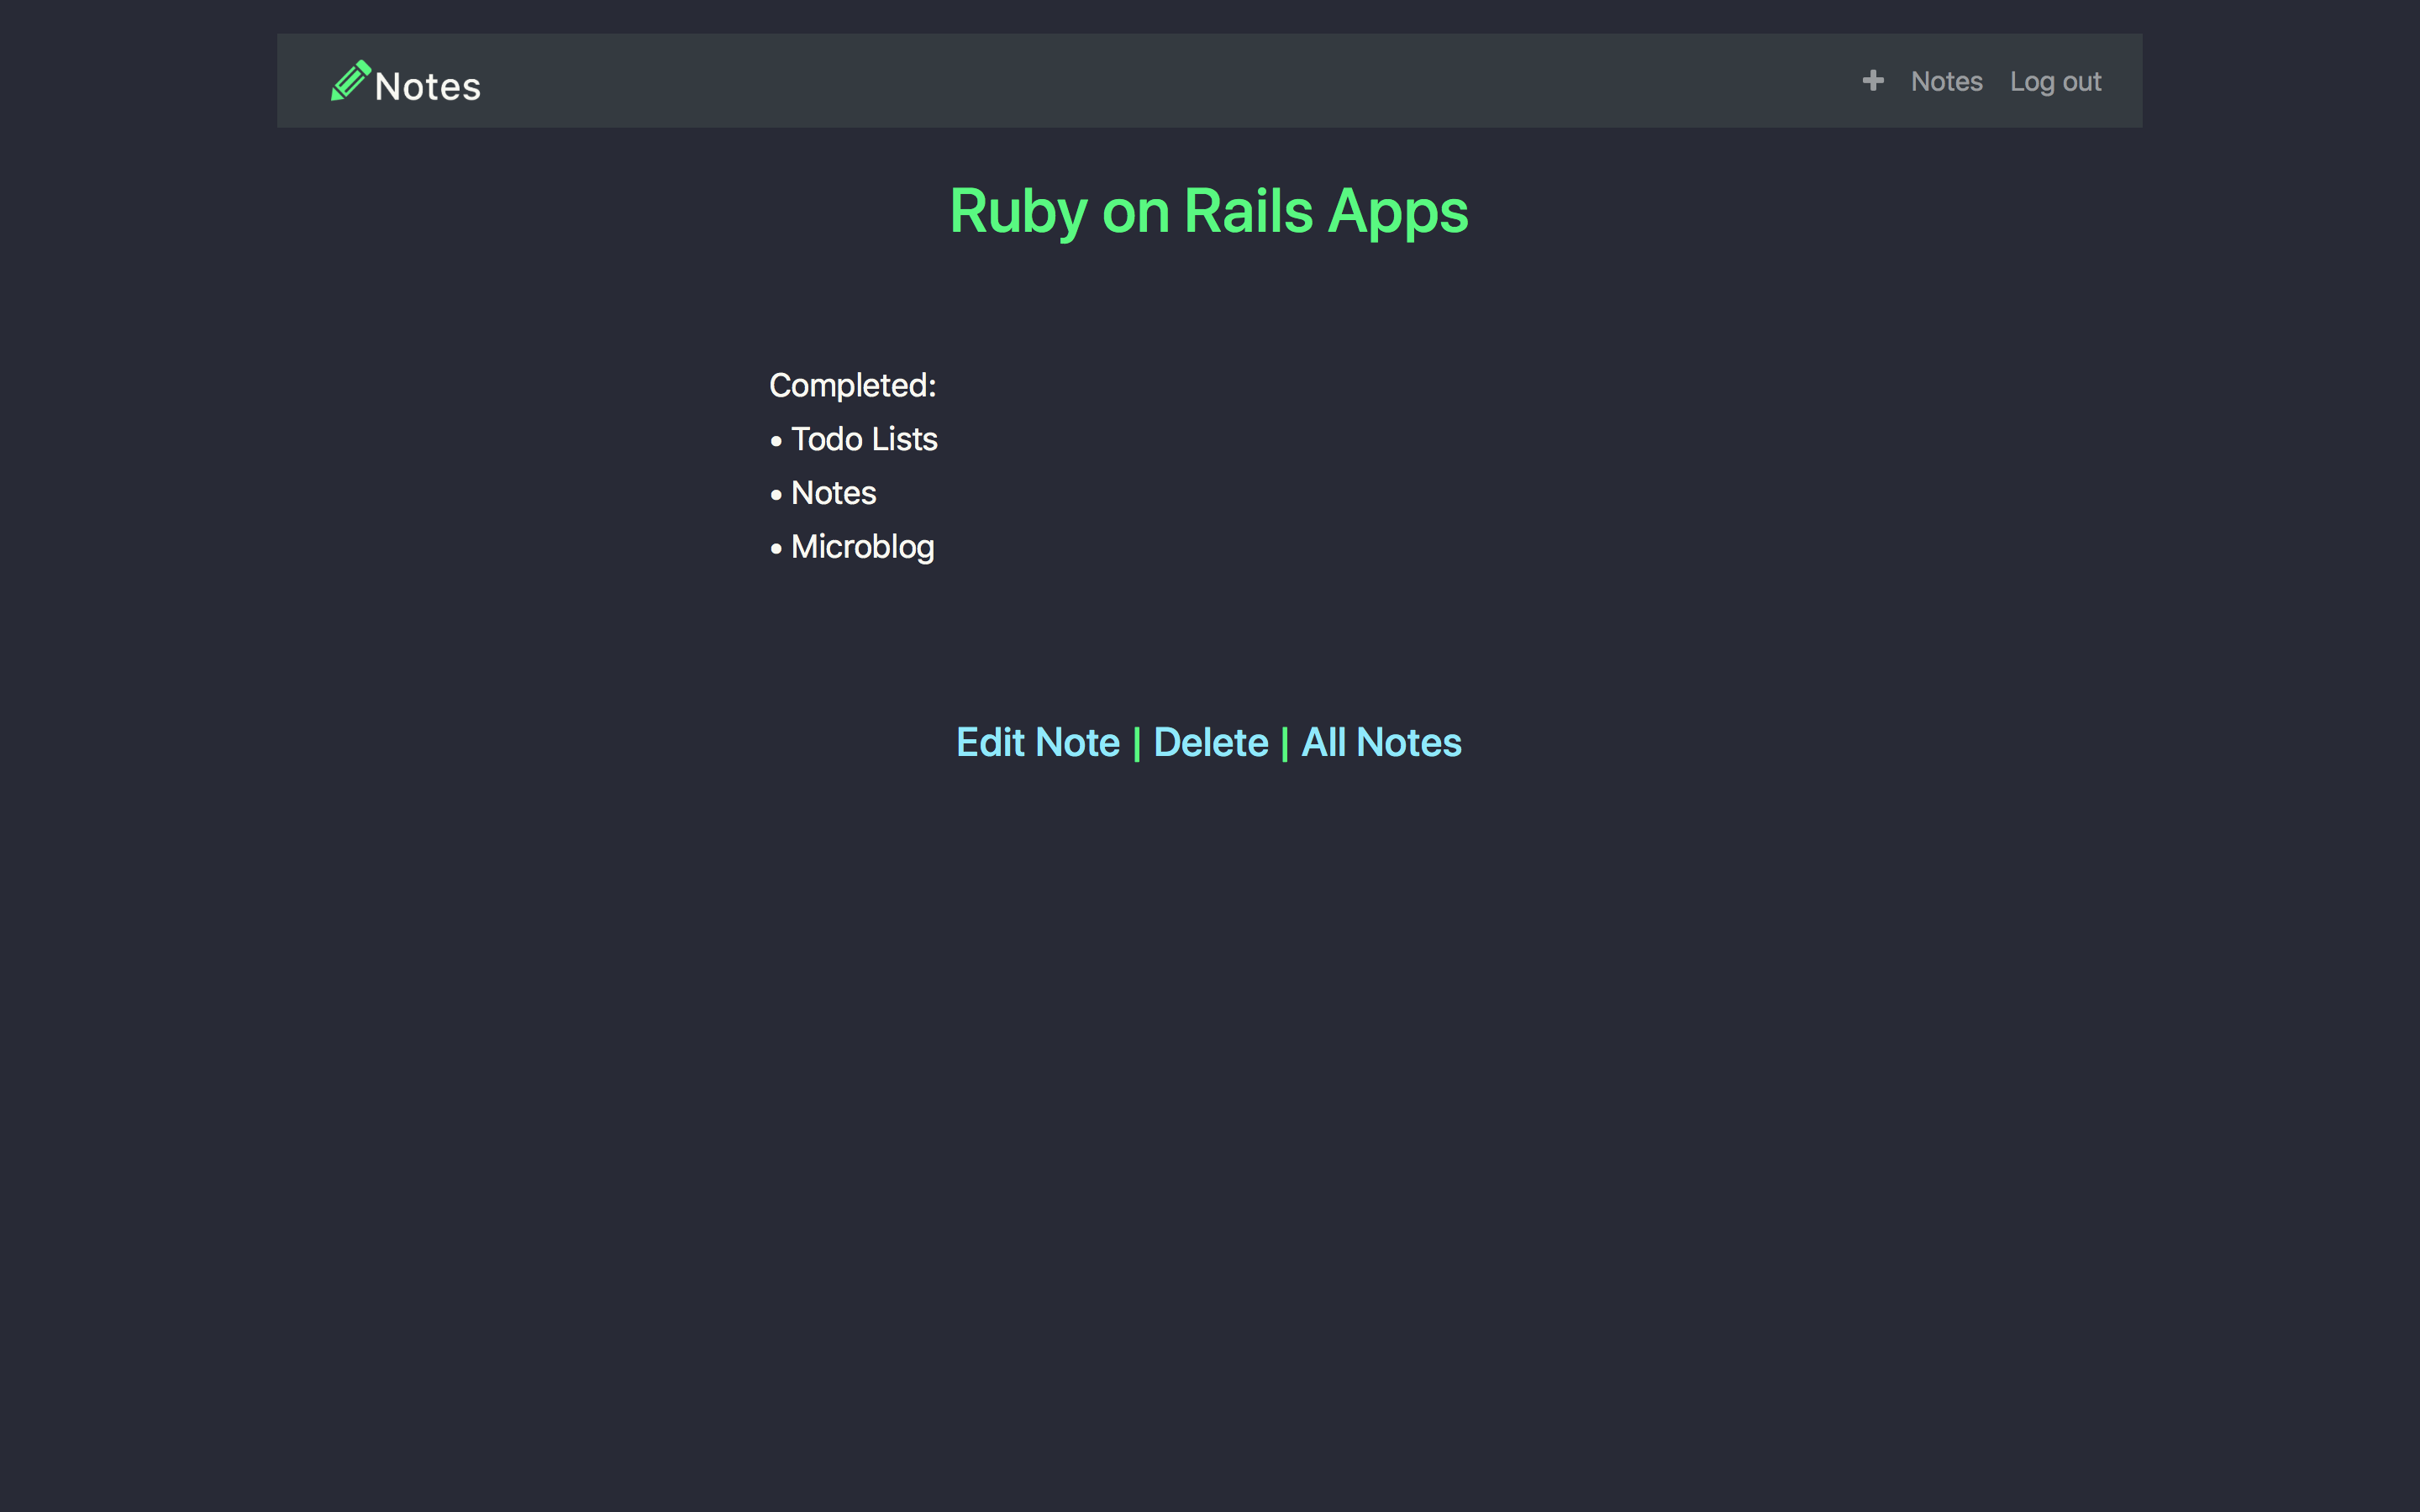 Notes
Notes Log out
Ruby on Rails Apps
Completed:
• Todo Lists
• Notes
• Microblog
Edit Note | Delete | All Notes